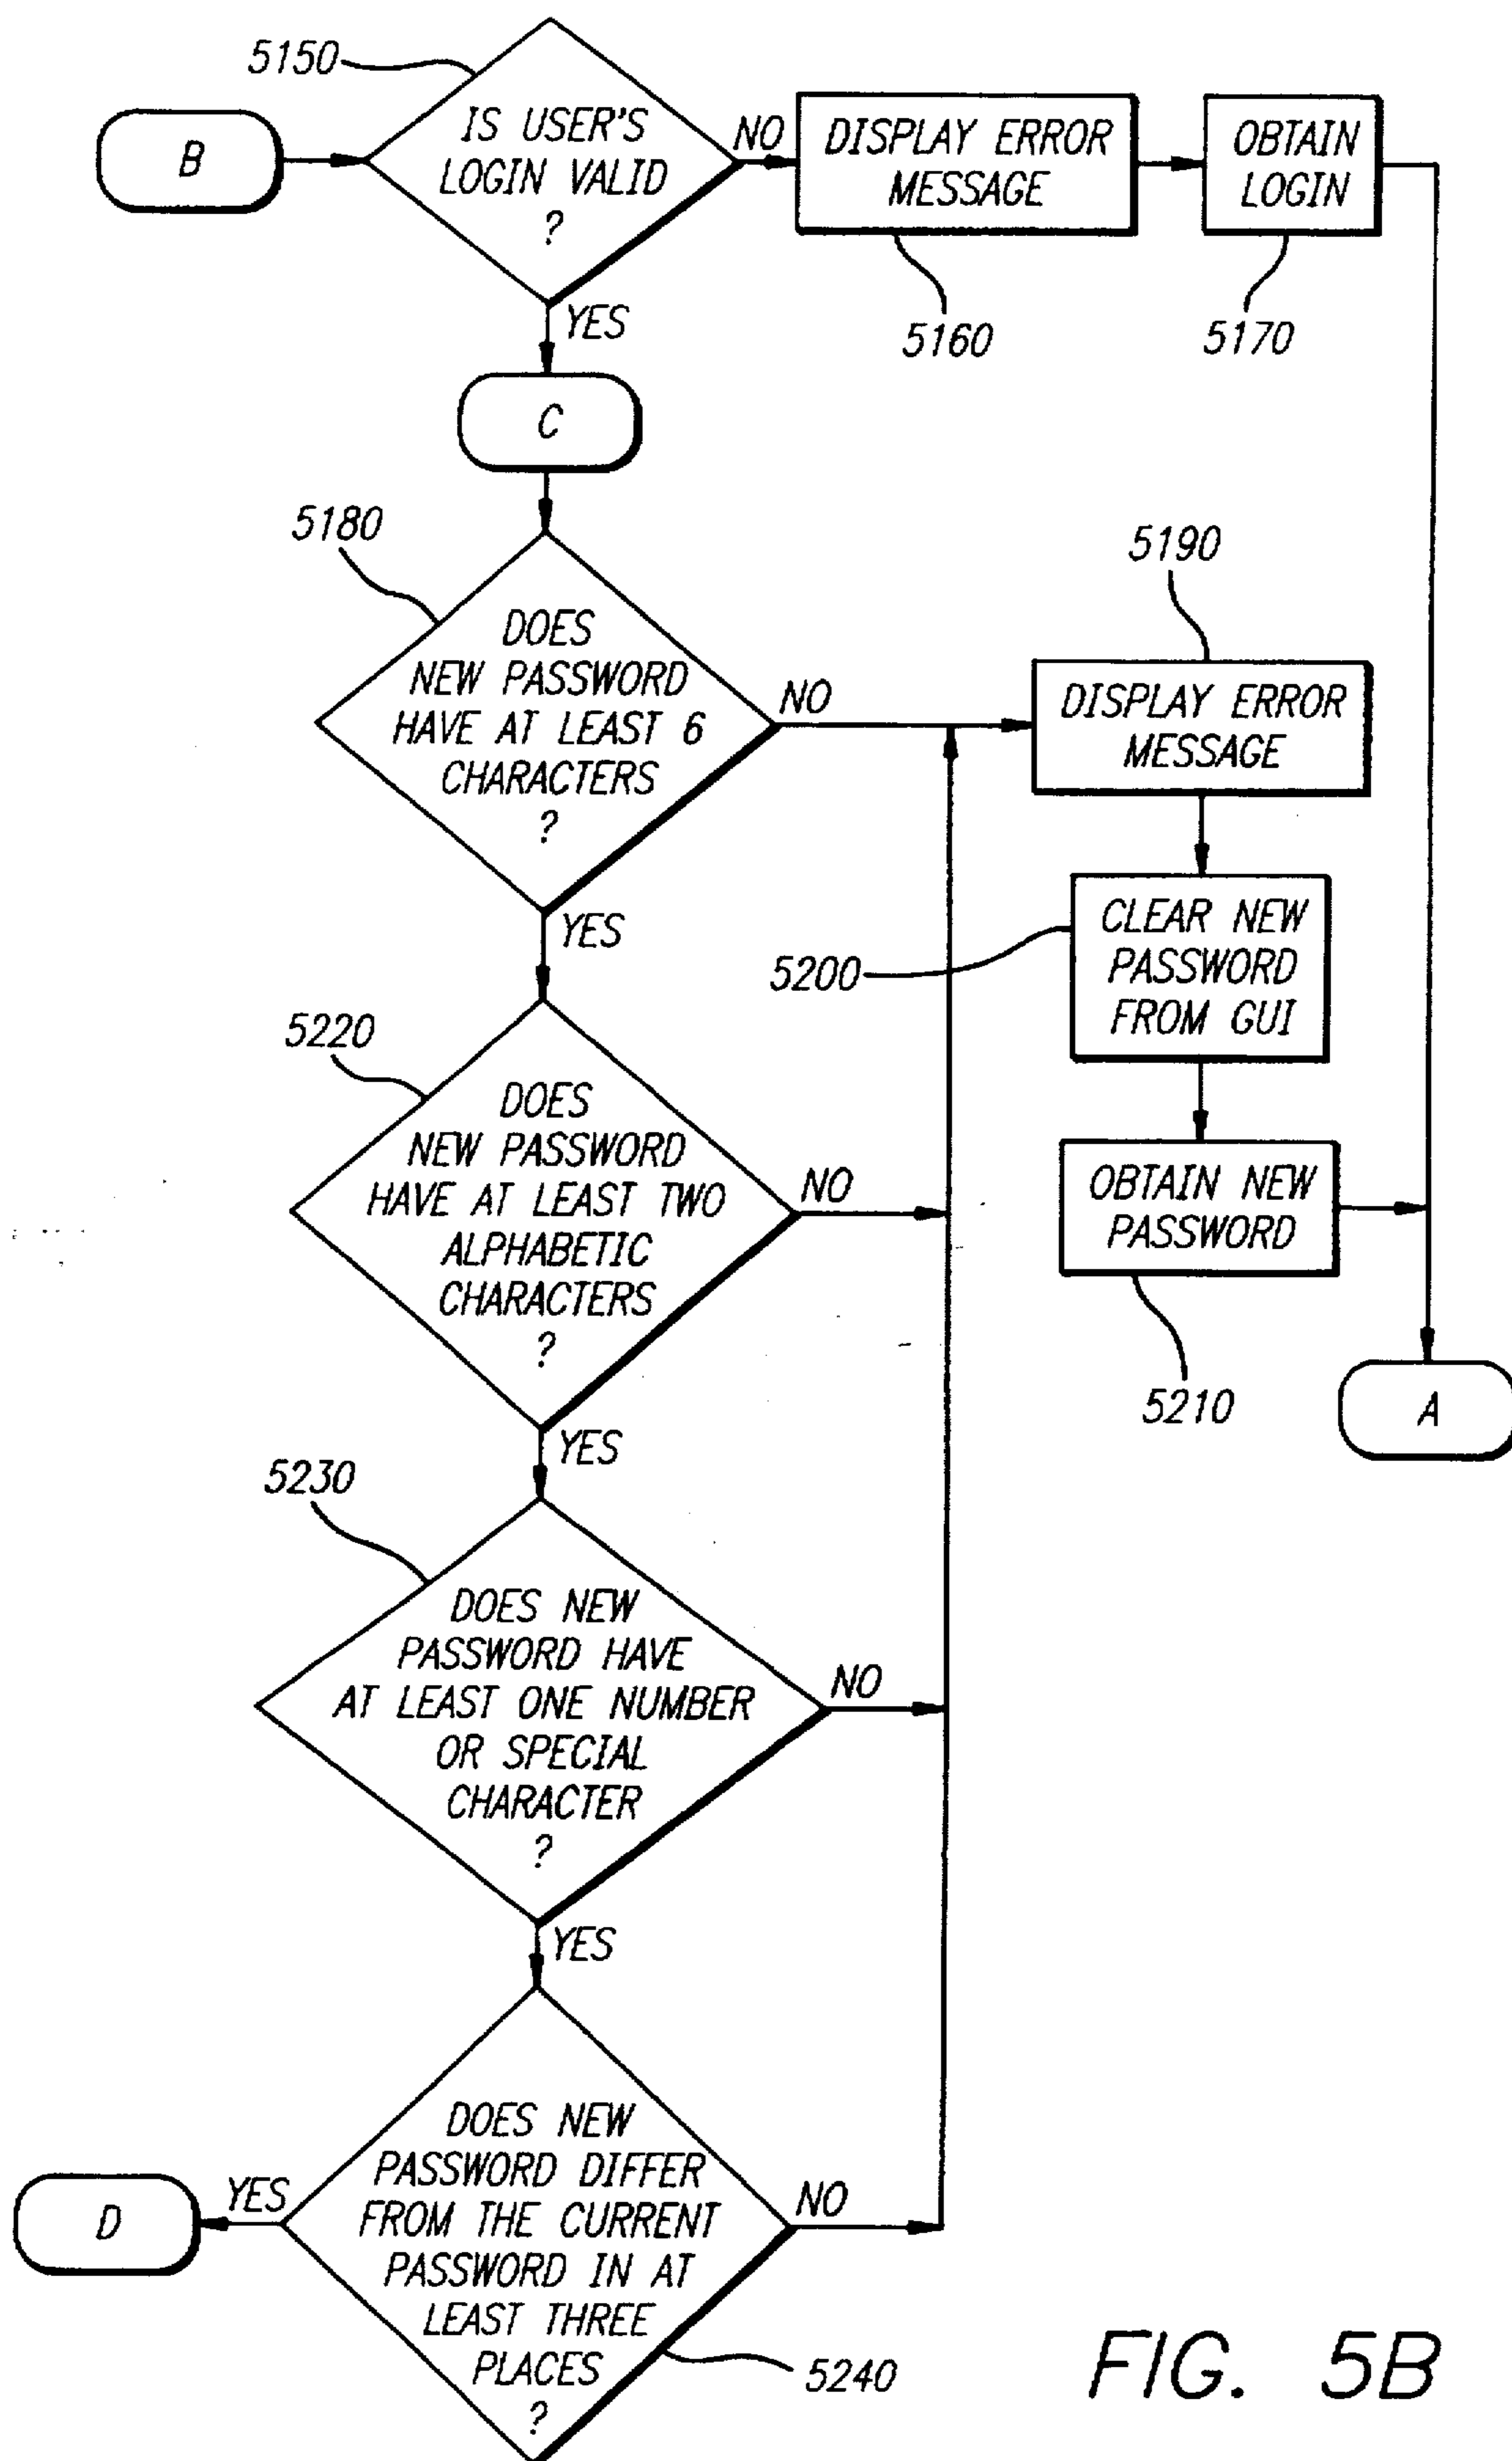 5150
B
IS USER'S
LOGIN VALID
?
NO
DISPLAY ERROR
MESSAGE
OBTAIN
LOGIN
5160
5170
YES
C
5180
DOES
NEW PASSWORD
HAVE AT LEAST 6
CHARACTERS
?
NO
5190
DISPLAY ERROR
MESSAGE
YES
5200
CLEAR NEW
PASSWORD
FROM GUI
5220
DOES
NEW PASSWORD
HAVE AT LEAST TWO
ALPHABETIC
CHARACTERS
?
NO
OBTAIN NEW
PASSWORD
5210
A
YES
5230
DOES NEW
PASSWORD HAVE
AT LEAST ONE NUMBER
OR SPECIAL
CHARACTER
?
NO
YES
D
YES
DOES NEW
PASSWORD DIFFER
FROM THE CURRENT
PASSWORD IN AT
LEAST THREE
PLACES
?
NO
5240
FIG. 5B